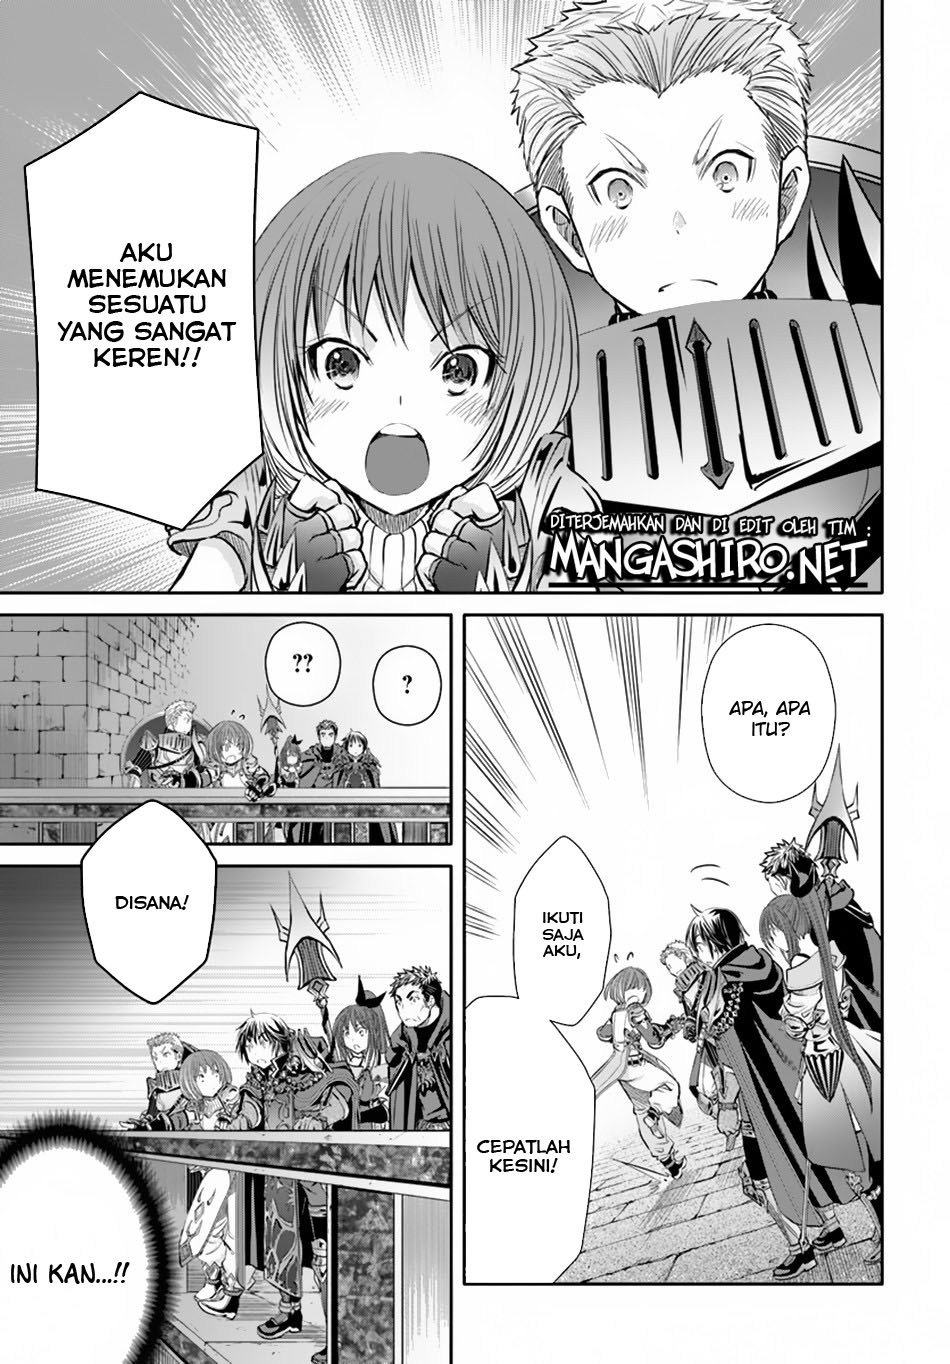 AKU
MENEMUKAN
SESUATU
YANG SANGAT
KEREN!!
DITERJEMAHKAN DAN DI EDIT OLEH TIM :
MANGASHIRO.NET
APA, APA
ITU?
IKUTI
SAJA
AKU,
CEPATLAH
KESINI!
?
??
DISANA!
INI KAN...!!